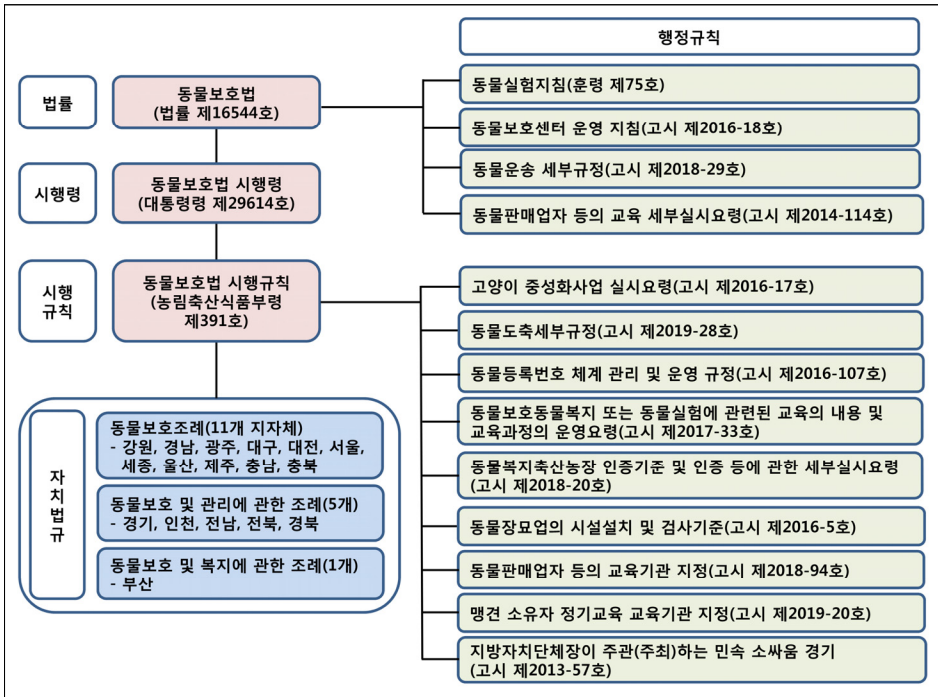 행정규칙
법률
동물보호법
(법률 제16544호)
시행령
동물보호법 시행령
(대통령령 제29614호)
시행
규칙
동물보호법 시행규칙
(농림축산식품부령
제391호)
자
치
법
규
동물보호조례(11개 지자체)
- 강원, 경남, 광주, 대구, 대전, 서울,
세종, 울산, 제주, 충남, 충북
동물보호 및 관리에 관한 조례(5개)
- 경기, 인천, 전남, 전북, 경북
동물보호 및 복지에 관한 조례(1개)
- 부산
동물실험지침(훈령 제75호)
동물보호센터 운영 지침(고시 제2016-18호)
동물운송 세부규정(고시 제2018-29호)
동물판매업자 등의 교육 세부실시요령(고시 제2014-114호)
고양이 중성화사업 실시요령(고시 제2016-17호)
동물도축세부규정(고시 제2019-28호)
동물등록번호 체계 관리 및 운영 규정(고시 제2016-107호)
동물보호동물복지 또는 동물실험에 관련된 교육의 내용 및
교육과정의 운영요령(고시 제2017-33호)
동물복지축산농장 인증기준 및 인증 등에 관한 세부실시요령
(고시 제2018-20호)
동물장묘업의 시설설치 및 검사기준(고시 제2016-5호)
동물판매업자 등의 교육기관 지정(고시 제2018-94호)
맹견 소유자 정기교육 교육기관 지정(고시 제2019-20호)
지방자치단체장이 주관(주최)하는 민속 소싸움 경기
(고시 제2013-57호)